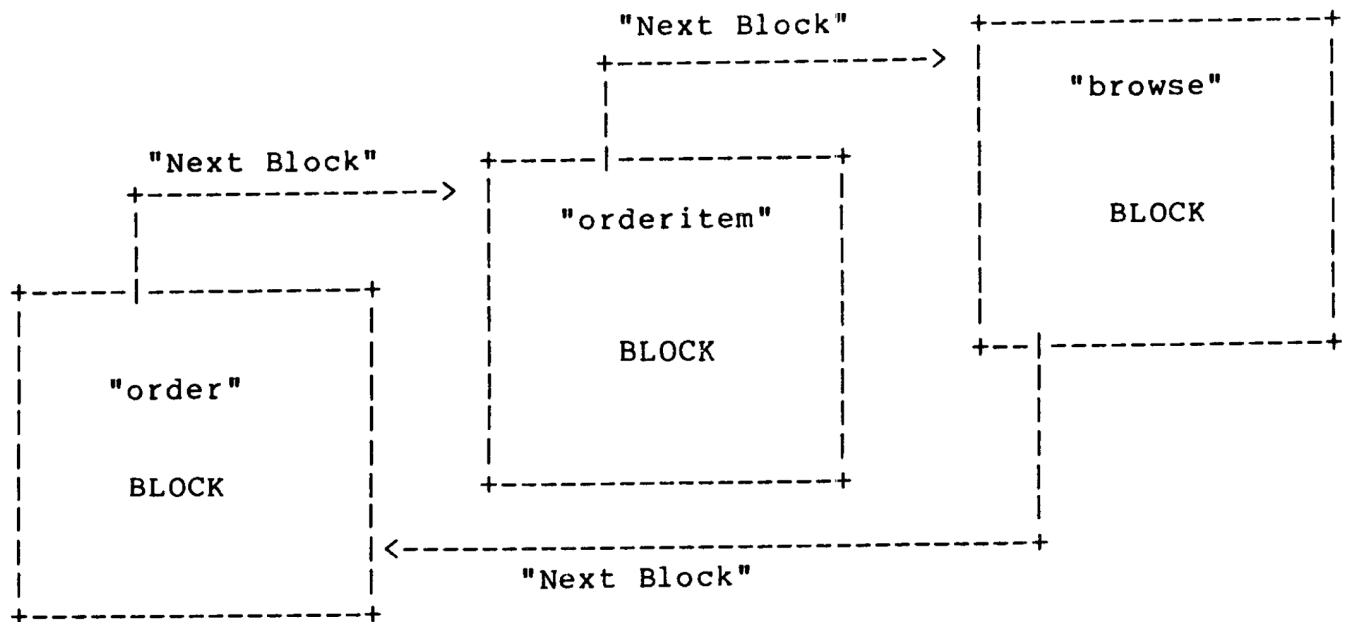 "Next Block"
"browse"
"Next Block"
"orderitem"
BLOCK
BLOCK
"order"
BLOCK
"Next Block"